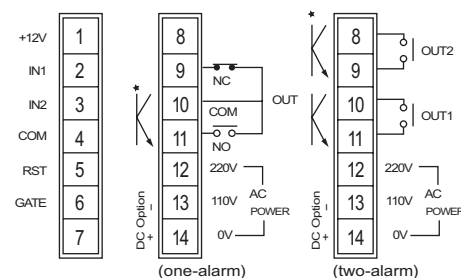 +12V 1
IN1 2
IN2 3
COM 4
RST 5
GATE 6
7
8
9 NC
* 10 COM OUT
11 NO
12 220V
13 110V AC POWER
14 0V
DC Option
− +
(one-alarm)
* 8 OUT2
9
10 OUT1
11
12 220V
13 110V AC POWER
14 0V
DC Option
− +
(two-alarm)